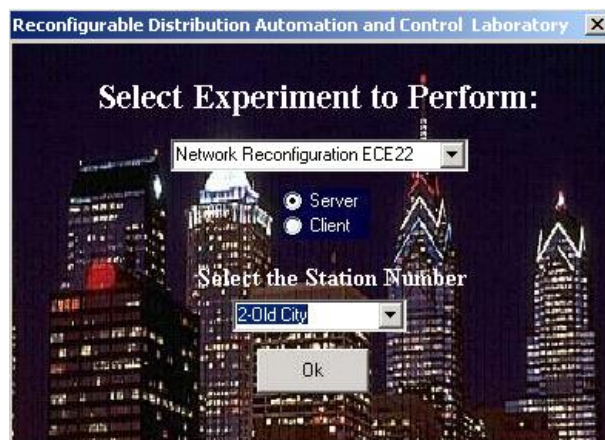 Reconfigurable Distribution Automation and Control Laboratory
Select Experiment to Perform:
Network Reconfiguration ECE22
Server
Client
Select the Station Number
2-Old City
Ok